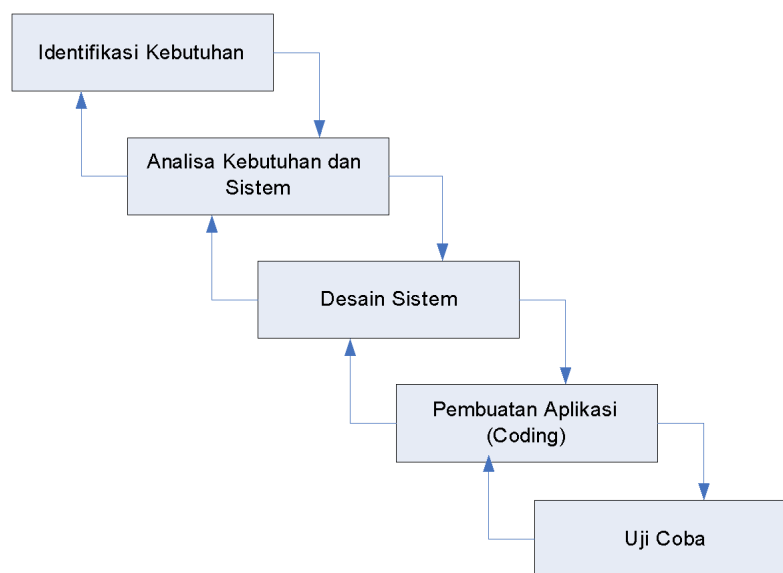 Identifikasi Kebutuhan
Analisa Kebutuhan dan
Sistem
Desain Sistem
Pembuatan Aplikasi
(Coding)
Uji Coba